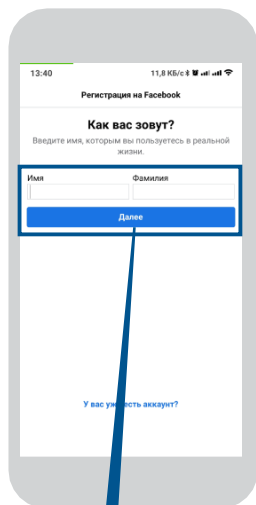 13:40
11,8 КБ/с
Регистрация на Facebook
Как вас зовут?
Введите имя, которым вы пользуетесь в реальной
жизни.
Имя Фамилия
Далее
У вас уже есть аккаунт?